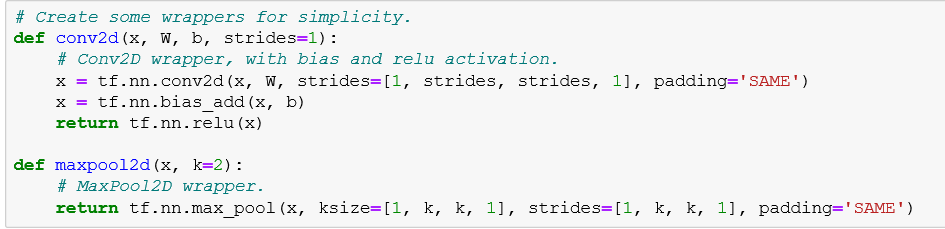 # Create some wrappers for simplicity.
def conv2d(x, W, b, strides=1):
    # Conv2D wrapper, with bias and relu activation.
    x = tf.nn.conv2d(x, W, strides=[1, strides, strides, 1], padding='SAME')
    x = tf.nn.bias_add(x, b)
    return tf.nn.relu(x)

def maxpool2d(x, k=2):
    # MaxPool2D wrapper.
    return tf.nn.max_pool(x, ksize=[1, k, k, 1], strides=[1, k, k, 1], padding='SAME')